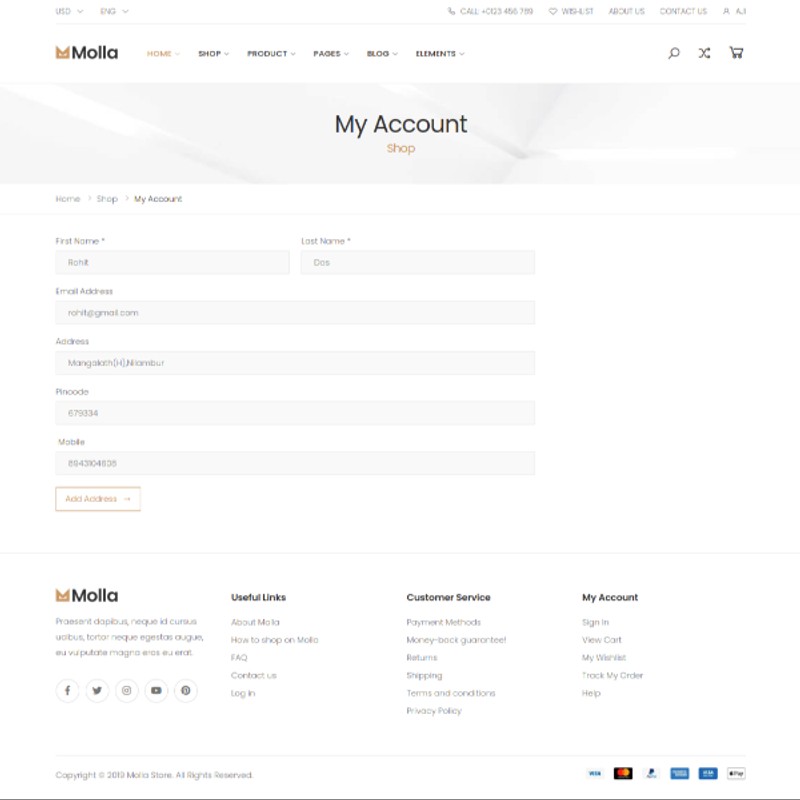 USD ENG CALL: +0123 456 789 WISHLIST ABOUT US CONTACT US AJI
Molla HOME SHOP PRODUCT PAGES BLOG ELEMENTS
My Account
Shop
Home > Shop > My Account
First Name * Last Name *
Rohit Das
Email Address
rohit@gmail.com
Address
Mangalath(H),Nilambur
Pincode
679334
Mobile
Add Address →
Molla
Praesent dapibus, neque id cursus
ucibus, tortor neque egestas augue,
eu vulputate magna eros eu erat.
Useful Links
About Molla
How to shop on Molla
FAQ
Contact us
Log in
Customer Service
Payment Methods
Money-back guarantee!
Returns
Shipping
Terms and conditions
Privacy Policy
My Account
Sign In
View Cart
My Wishlist
Track My Order
Help
Copyright © 2019 Molla Store. All Rights Reserved.
VISA PayPal Pay